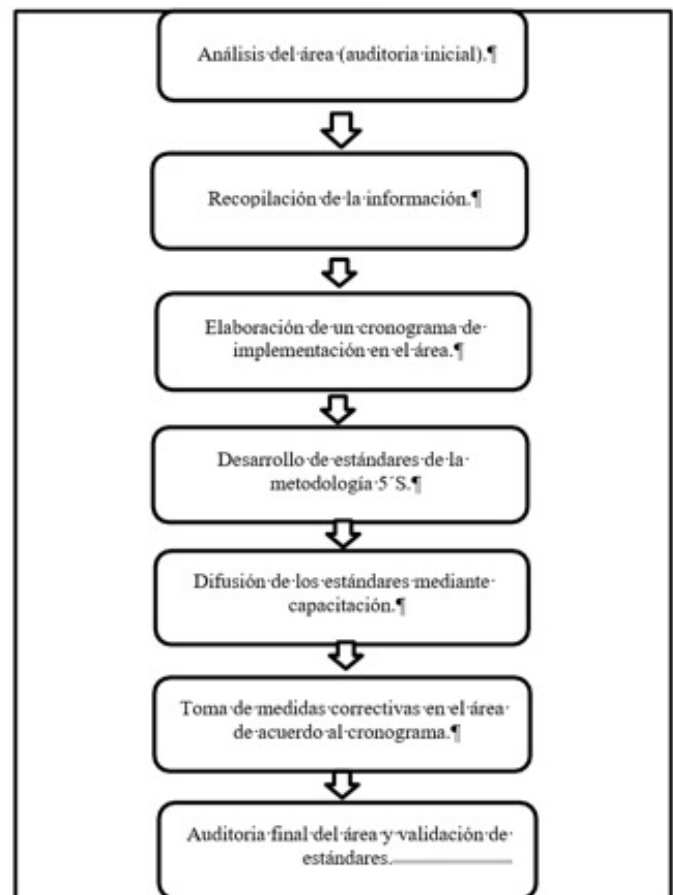 Análisis·del·área·(auditoria·inicial).¶
Recopilación·de·la·información.¶
Elaboración·de·un·cronograma·de·
implementación·en·el·área.¶
Desarrollo·de·estándares·de·la·
metodología·5´S.¶
Difusión·de·los·estándares·mediante·
capacitación.¶
Toma·de·medidas·correctivas·en·el·área·
de·acuerdo·al·cronograma.¶
Auditoria·final·del·área·y·validación·de·
estándares.